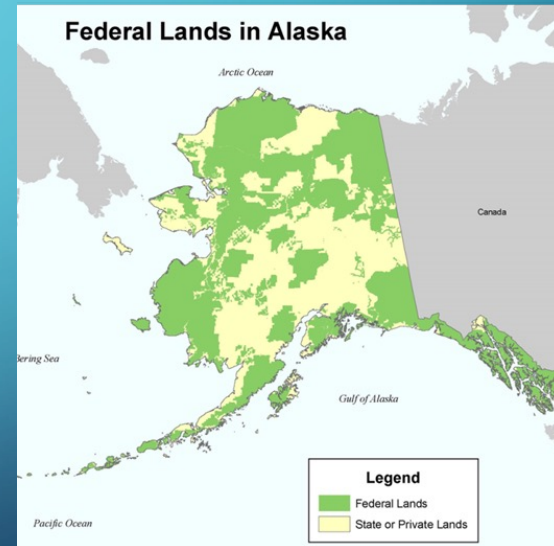 Federal Lands in Alaska
Arctic Ocean
Canada
Bering Sea
Gulf of Alaska
Pacific Ocean
Legend
Federal Lands
State or Private Lands